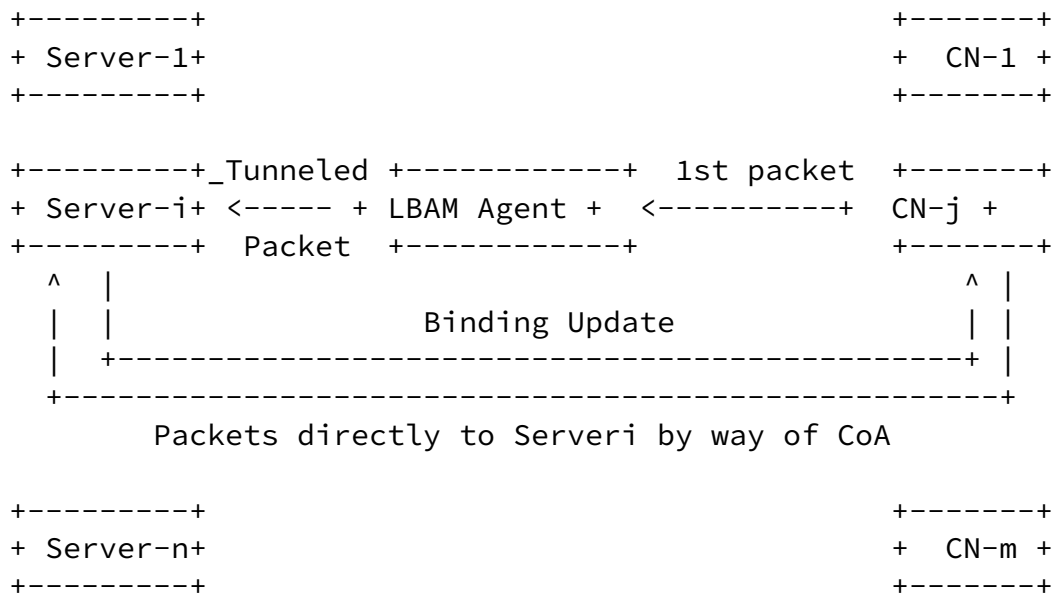 +---------+                                      +-------+
+ Server-1+                                      +  CN-1 +
+---------+                                      +-------+

+---------+_Tunneled +------------+  1st packet  +-------+
+ Server-i+ <----- + LBAM Agent +  <----------+  CN-j +
+---------+  Packet  +------------+              +-------+
  ^  |                                               ^ |
  |  |                 Binding Update                | |
  |  +-----------------------------------------------+ |
  +----------------------------------------------------+
        Packets directly to Serveri by way of CoA

+---------+                                      +-------+
+ Server-n+                                      +  CN-m +
+---------+                                      +-------+